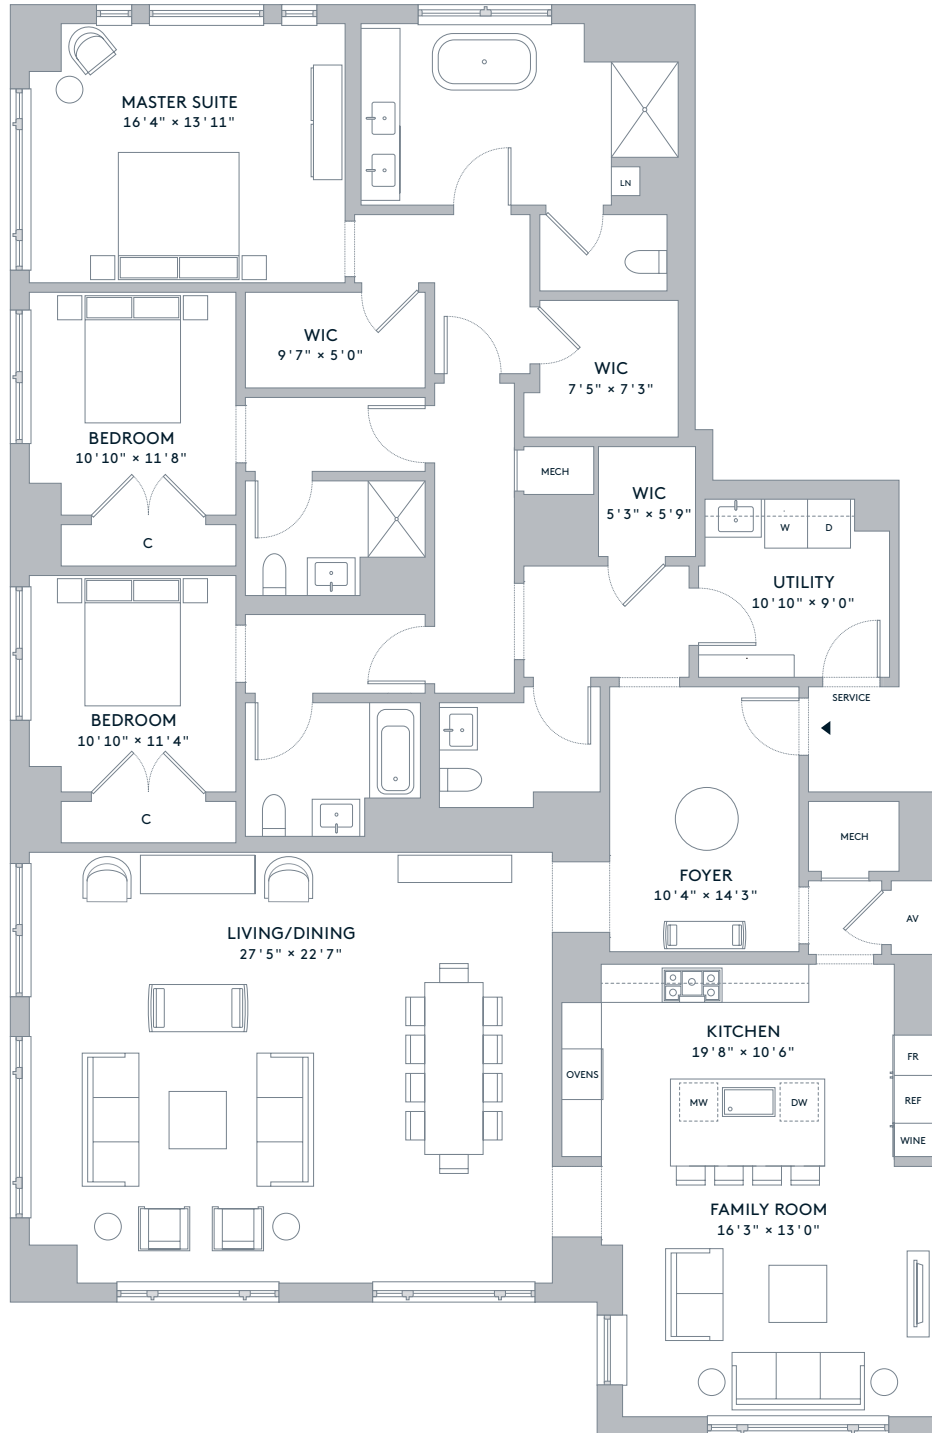 MASTER SUITE
16'4" × 13'11"
LN
WIC
9'7" × 5'0"
WIC
7'5" × 7'3"
BEDROOM
10'10" × 11'8"
MECH
WIC
5'3" × 5'9"
C
W
D
UTILITY
10'10" × 9'0"
SERVICE
BEDROOM
10'10" × 11'4"
C
MECH
FOYER
10'4" × 14'3"
AV
LIVING/DINING
27'5" × 22'7"
KITCHEN
19'8" × 10'6"
FR
OVENS
MW
DW
REF
WINE
FAMILY ROOM
16'3" × 13'0"